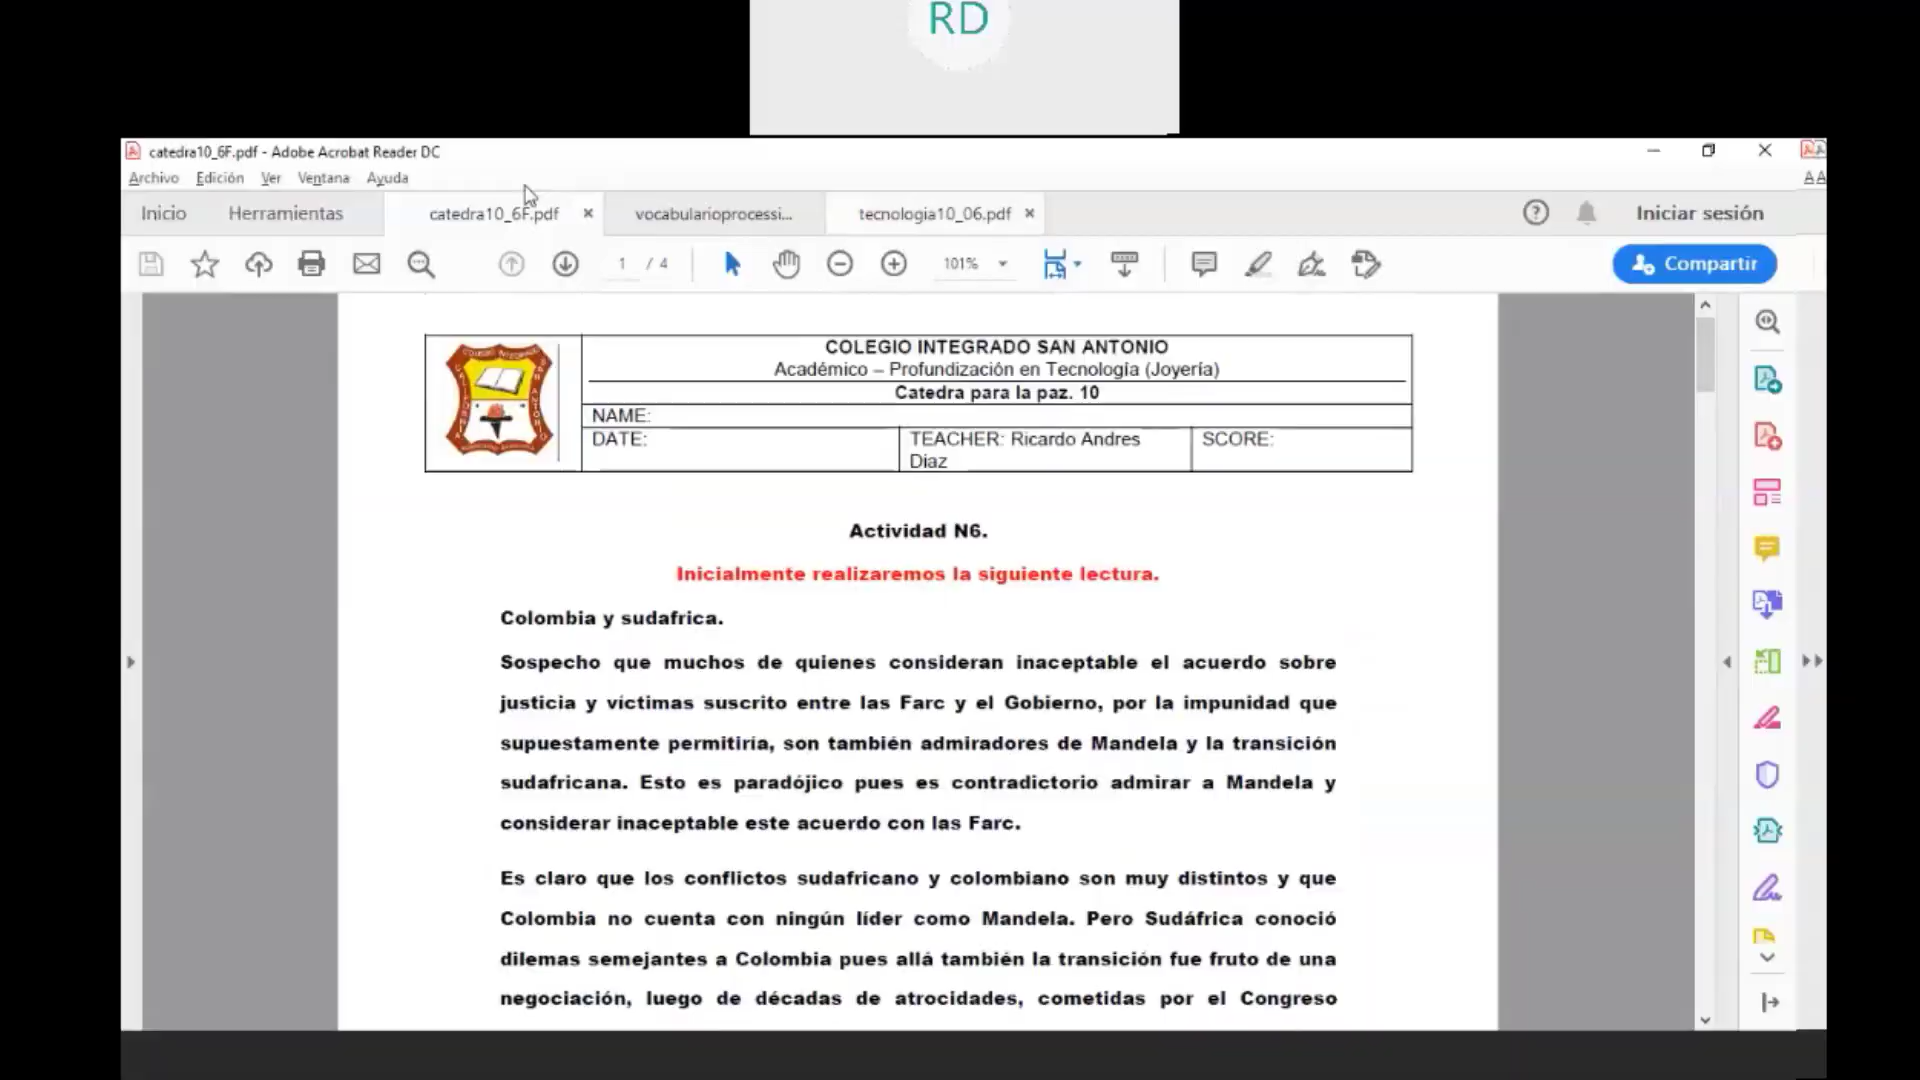 RD
catedra10_6F.pdf - Adobe Acrobat Reader DC
Archivo Edición Ver Ventana Ayuda
Inicio Herramientas catedra10_6F.pdf × vocabularioprocessi... tecnologia10_06.pdf × Iniciar sesión
1 / 4 101% Compartir
COLEGIO INTEGRADO SAN ANTONIO
Académico – Profundización en Tecnología (Joyería)
Catedra para la paz. 10
NAME:
DATE: TEACHER: Ricardo Andres Diaz SCORE:
Actividad N6.
Inicialmente realizaremos la siguiente lectura.
Colombia y sudafrica.
Sospecho que muchos de quienes consideran inaceptable el acuerdo sobre
justicia y víctimas suscrito entre las Farc y el Gobierno, por la impunidad que
supuestamente permitiría, son también admiradores de Mandela y la transición
sudafricana. Esto es paradójico pues es contradictorio admirar a Mandela y
considerar inaceptable este acuerdo con las Farc.
Es claro que los conflictos sudafricano y colombiano son muy distintos y que
Colombia no cuenta con ningún líder como Mandela. Pero Sudáfrica conoció
dilemas semejantes a Colombia pues allá también la transición fue fruto de una
negociación, luego de décadas de atrocidades, cometidas por el Congreso